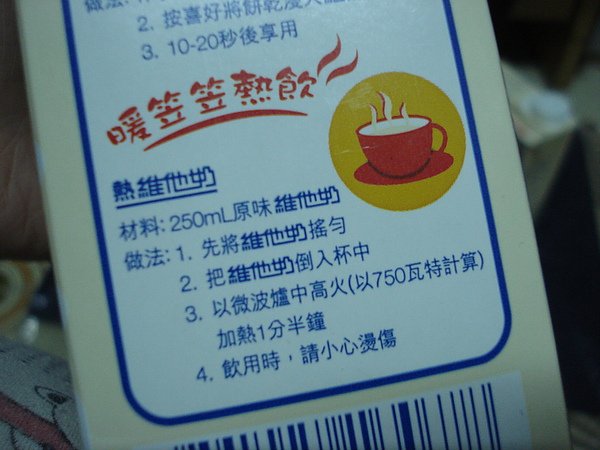 做法:
2. 按喜好將餅乾浸入
3. 10-20秒後享用
暖笠笠熱飲
熱維他奶
材料: 250mL原味維他奶
做法: 1. 先將維他奶搖勻
2. 把維他奶倒入杯中
3. 以微波爐中高火(以750瓦特計算)
加熱1分半鐘
4. 飲用時，請小心燙傷